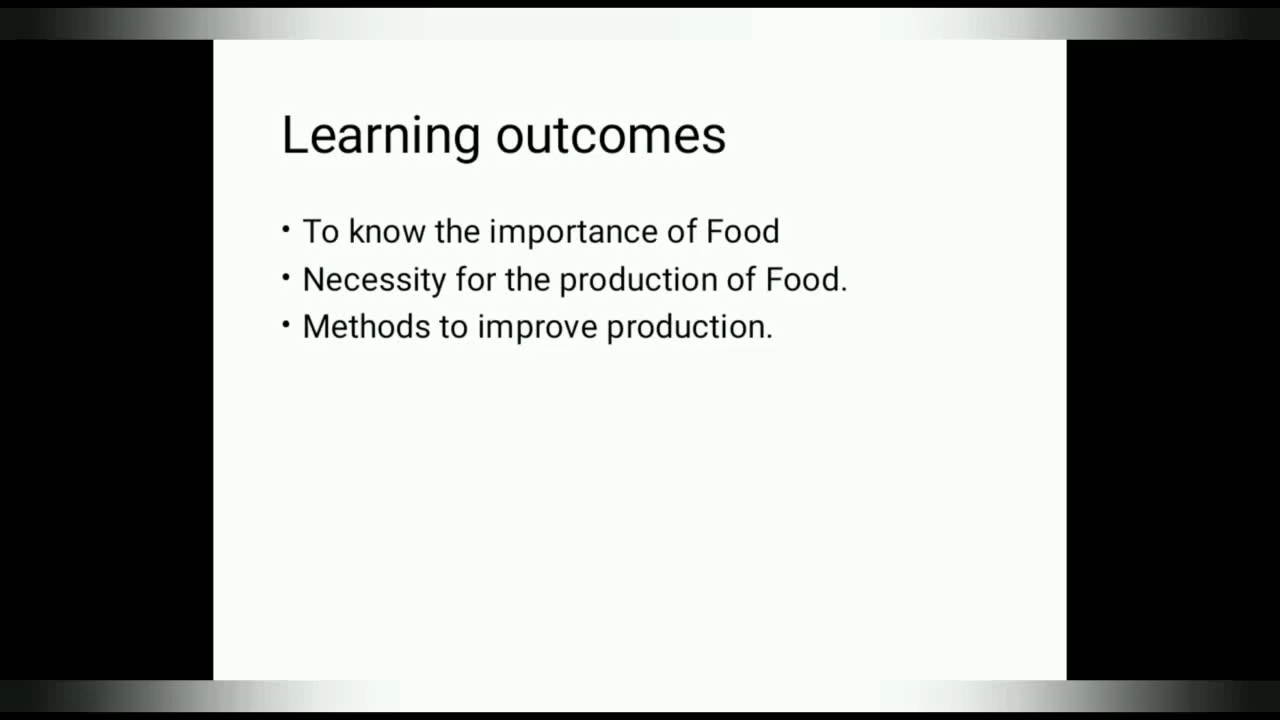 Learning outcomes
• To know the importance of Food
• Necessity for the production of Food.
• Methods to improve production.